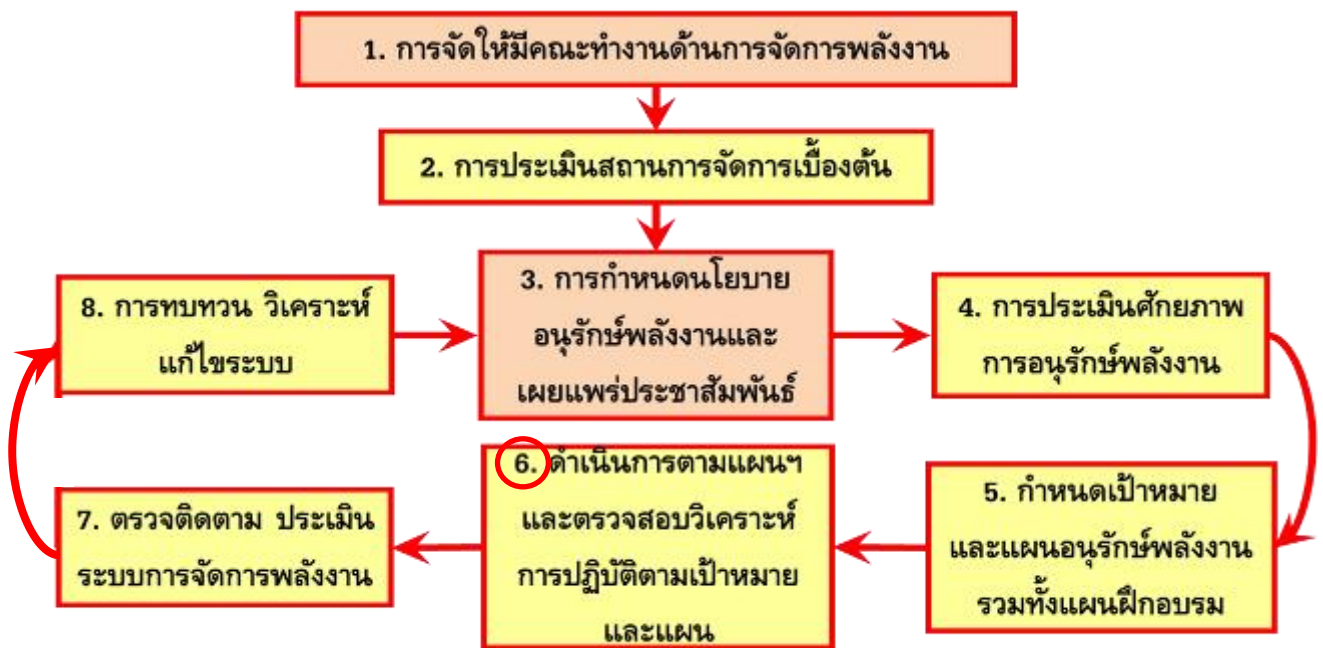 1. การจัดให้มีคณะทำงานด้านการจัดการพลังงาน
2. การประเมินสถานการจัดการเบื้องต้น
3. การกำหนดนโยบาย
อนุรักษ์พลังงานและ
เผยแพร่ประชาสัมพันธ์
4. การประเมินศักยภาพ
การอนุรักษ์พลังงาน
5. กำหนดเป้าหมาย
และแผนอนุรักษ์พลังงาน
รวมทั้งแผนฝึกอบรม
6. ดำเนินการตามแผนฯ
และตรวจสอบวิเคราะห์
การปฏิบัติตามเป้าหมาย
และแผน
7. ตรวจติดตาม ประเมิน
ระบบการจัดการพลังงาน
8. การทบทวน วิเคราะห์
แก้ไขระบบ